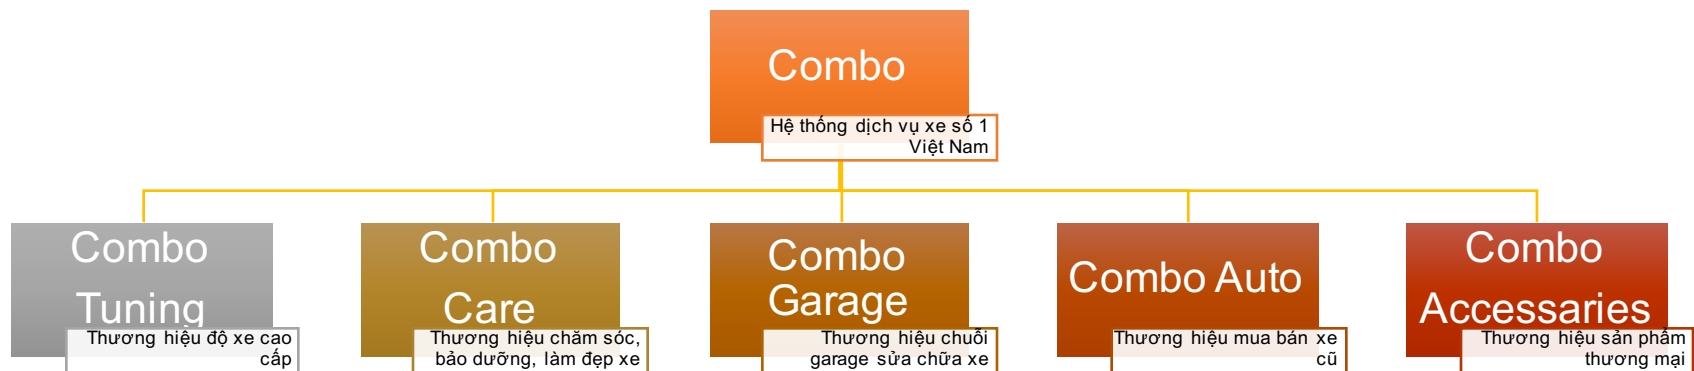 Combo
Hệ thống dịch vụ xe số 1
Việt Nam
Combo
Tuning
Thương hiệu độ xe cao
cấp
Combo
Care
Thương hiệu chăm sóc,
bảo dưỡng, làm đẹp xe
Combo
Garage
Thương hiệu chuỗi
garage sửa chữa xe
Combo Auto
Thương hiệu mua bán xe
cũ
Combo
Accessaries
Thương hiệu sản phẩm
thương mại